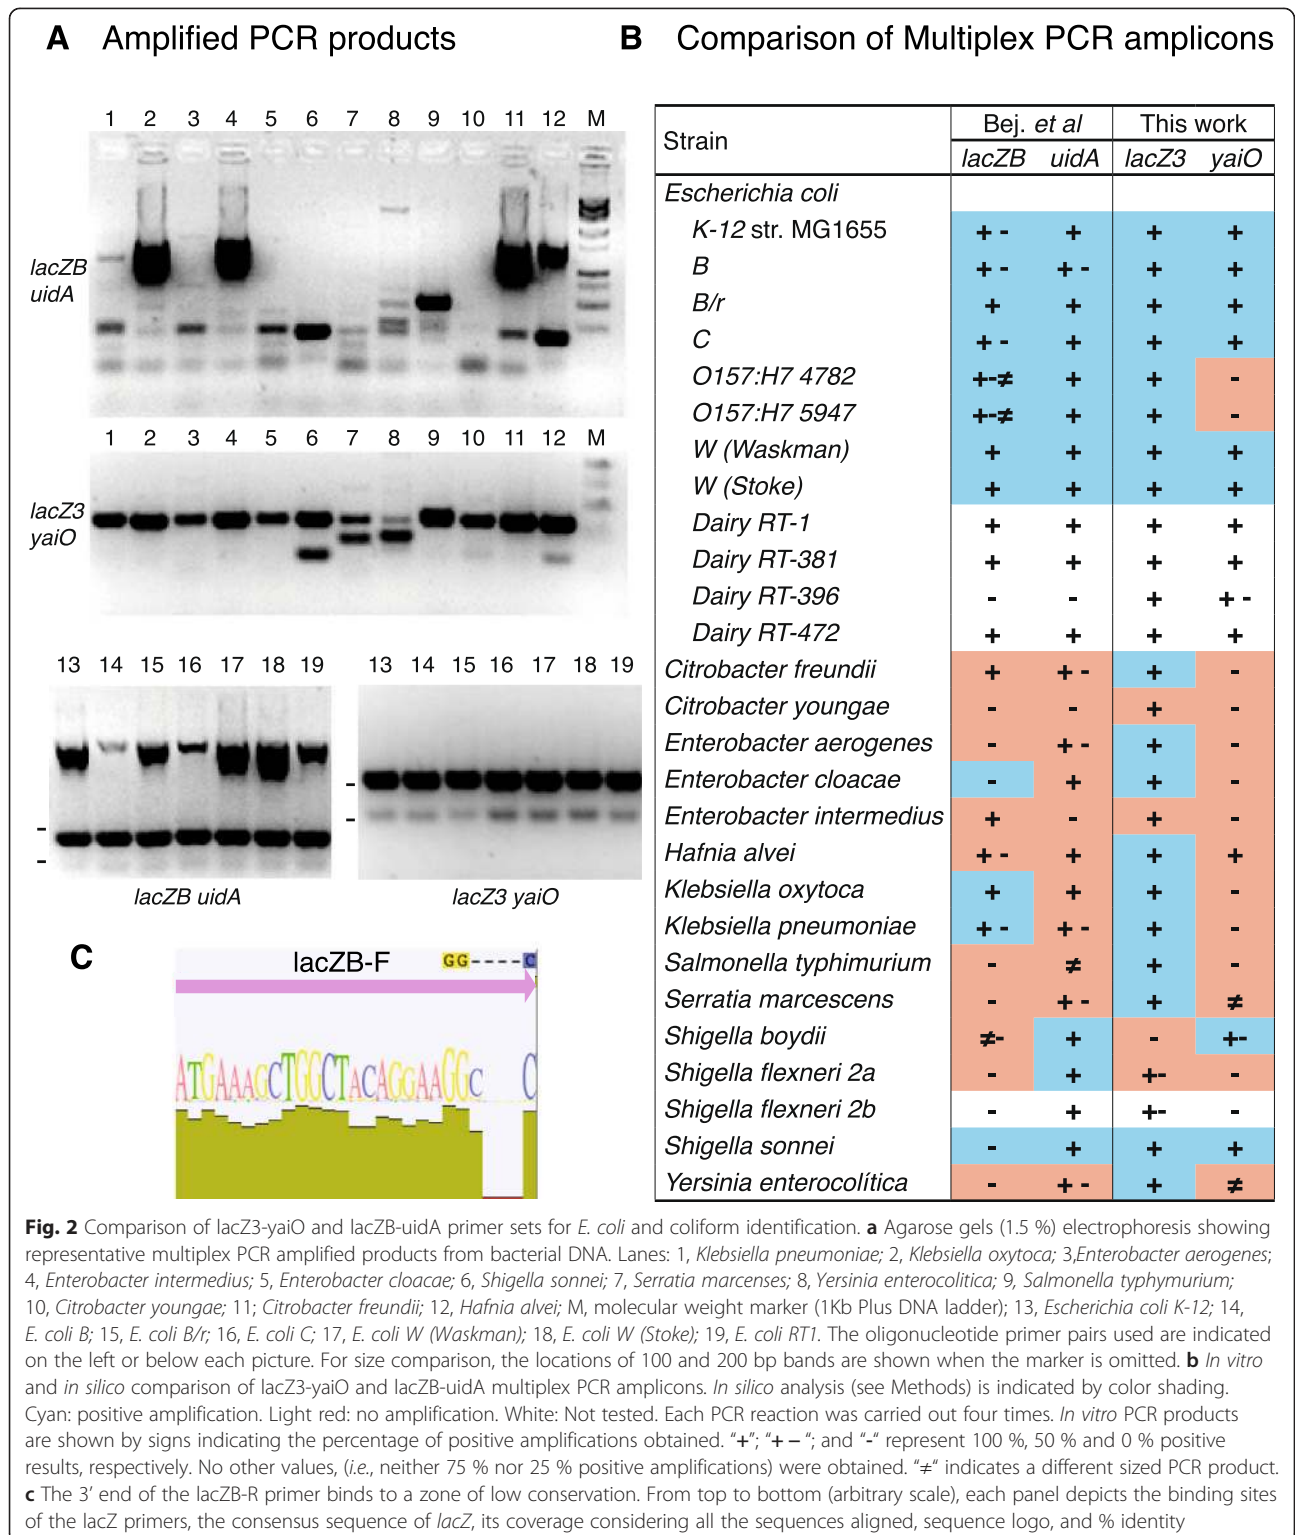 A Amplified PCR products
1 2 3 4 5 6 7 8 9 10 11 12 M
lacZB
uidA
1 2 3 4 5 6 7 8 9 10 11 12 M
lacZ3
yaiO
13 14 15 16 17 18 19
13 14 15 16 17 18 19
- -
- -
lacZB uidA lacZ3 yaiO
B Comparison of Multiplex PCR amplicons
Strain Bej. et al This work
lacZB uidA lacZ3 yaiO
Escherichia coli
K-12 str. MG1655 + - + + +
B + - + - + +
B/r + + + +
C + - + + +
O157:H7 4782 +-≠ + + -
O157:H7 5947 +-≠ + + -
W (Waskman) + + + +
W (Stoke) + + + +
Dairy RT-1 + + + +
Dairy RT-381 + + + +
Dairy RT-396 - - + + -
Dairy RT-472 + + + +
Citrobacter freundii + + - + -
Citrobacter youngae - - + -
Enterobacter aerogenes - + - + -
Enterobacter cloacae - + + -
Enterobacter intermedius + - + -
Hafnia alvei + - + + +
Klebsiella oxytoca + + + -
Klebsiella pneumoniae + - + - + -
Salmonella typhimurium - ≠ + -
Serratia marcescens - + - + ≠
Shigella boydii ≠- + - +-
Shigella flexneri 2a - + +- -
Shigella flexneri 2b - + +- -
Shigella sonnei - + + +
Yersinia enterocolítica - + - + ≠
C lacZB-F GG----C
ATGAAAGCTGGCTACAGGAAGGC C
Fig. 2 Comparison of lacZ3-yaiO and lacZB-uidA primer sets for E. coli and coliform identification. a Agarose gels (1.5 %) electrophoresis showing
representative multiplex PCR amplified products from bacterial DNA. Lanes: 1, Klebsiella pneumoniae; 2, Klebsiella oxytoca; 3,Enterobacter aerogenes;
4, Enterobacter intermedius; 5, Enterobacter cloacae; 6, Shigella sonnei; 7, Serratia marcenses; 8, Yersinia enterocolitica; 9, Salmonella typhymurium;
10, Citrobacter youngae; 11; Citrobacter freundii; 12, Hafnia alvei; M, molecular weight marker (1Kb Plus DNA ladder); 13, Escherichia coli K-12; 14,
E. coli B; 15, E. coli B/r; 16, E. coli C; 17, E. coli W (Waskman); 18, E. coli W (Stoke); 19, E. coli RT1. The oligonucleotide primer pairs used are indicated
on the left or below each picture. For size comparison, the locations of 100 and 200 bp bands are shown when the marker is omitted. b In vitro
and in silico comparison of lacZ3-yaiO and lacZB-uidA multiplex PCR amplicons. In silico analysis (see Methods) is indicated by color shading.
Cyan: positive amplification. Light red: no amplification. White: Not tested. Each PCR reaction was carried out four times. In vitro PCR products
are shown by signs indicating the percentage of positive amplifications obtained. “+”; “+ – “; and “-“ represent 100 %, 50 % and 0 % positive
results, respectively. No other values, (i.e., neither 75 % nor 25 % positive amplifications) were obtained. “≠“ indicates a different sized PCR product.
c The 3’ end of the lacZB-R primer binds to a zone of low conservation. From top to bottom (arbitrary scale), each panel depicts the binding sites
of the lacZ primers, the consensus sequence of lacZ, its coverage considering all the sequences aligned, sequence logo, and % identity